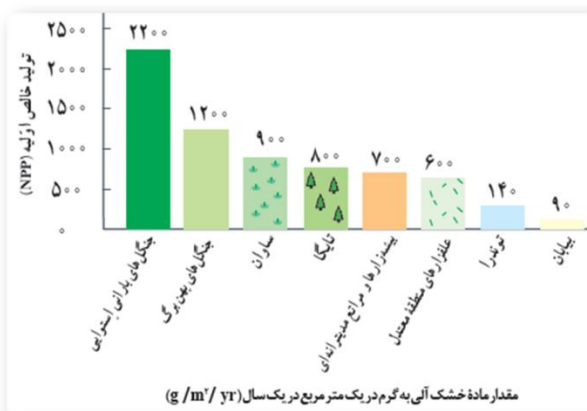 ۲۵۰۰
۲۰۰۰
۱۵۰۰
۱۰۰۰
۵۰۰
۰
تولید خالص اولیه (NPP)
۲۲۰۰
۱۲۰۰
۹۰۰
۸۰۰
۷۰۰
۶۰۰
۱۴۰
۹۰
جنگل‌های بارانی استوایی
جنگل‌های پهن برگ
ساوان
تایگا
بیشه‌زارها و مراتع مدیترانه‌ای
علفزارهای منطقهٔ معتدل
توندرا
بیابان
مقدار مادهٔ خشک آلی به گرم در یک متر مربع در یک سال (g /m²/ yr)